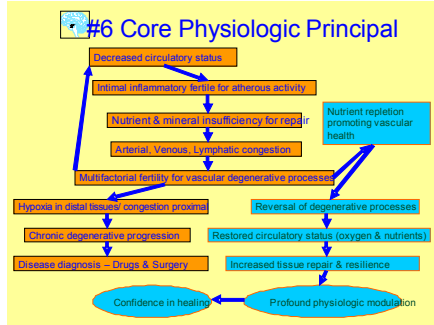 #6 Core Physiologic Principal
Decreased circulatory status
Intimal inflammatory fertile for atherous activity
Nutrient & mineral insufficiency for repair
Nutrient repletion
promoting vascular
health
Arterial, Venous, Lymphatic congestion
Multifactorial fertility for vascular degenerative processes
Hypoxia in distal tissues/ congestion proximal
Reversal of degenerative processes
Chronic degenerative progression
Restored circulatory status (oxygen & nutrients)
Disease diagnosis – Drugs & Surgery
Increased tissue repair & resilience
Confidence in healing
Profound physiologic modulation